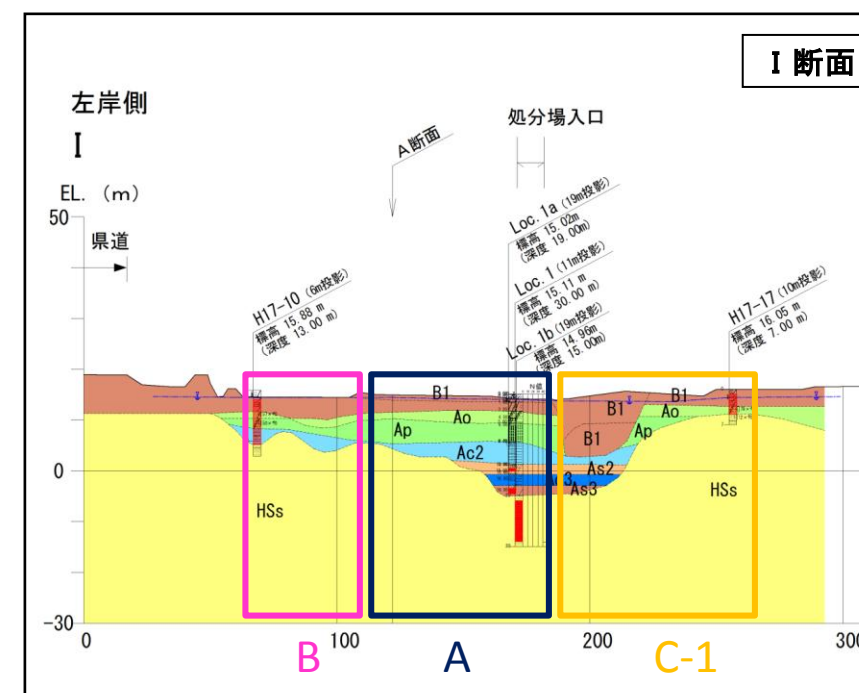 I 断面
左岸側
I
処分場入口
A断面
EL. (m)
50
県道
Loc. 1a (19m投影)
標高 15.02m
(深度 19.00m)
Loc. 1 (11m投影)
標高 15.11 m
(深度 30.00 m)
Loc. 1b (19m投影)
標高 14.96m
(深度 15.00m)
H17-10 (6m投影)
標高 15.88 m
(深度 13.00 m)
H17-17 (10m投影)
標高 16.05 m
(深度 7.00 m)
N値
B1
B1
B1
B1
Ao
Ao
Ap
Ap
Ac2
As2
As3
0
HSs
HSs
-30
0
100
200
300
B
A
C-1